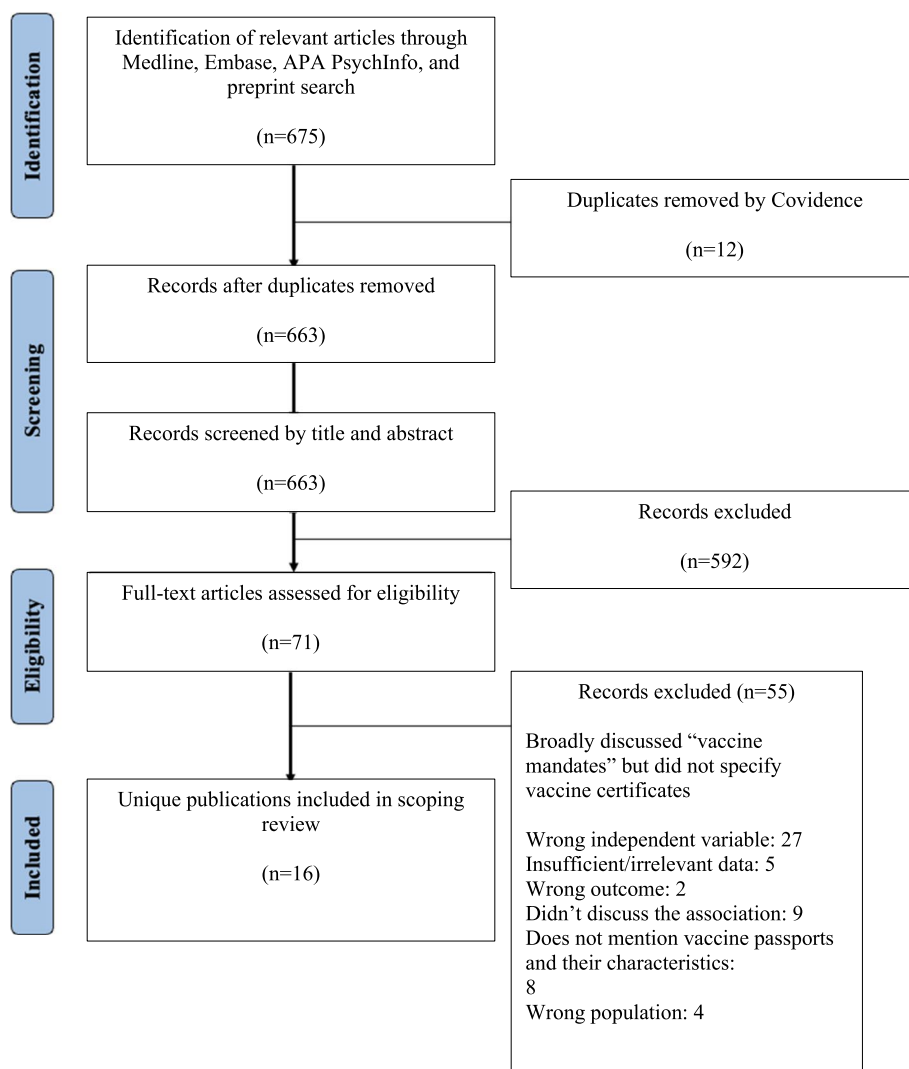 Identification
Identification of relevant articles through
Medline, Embase, APA PsychInfo, and
preprint search
(n=675)
Duplicates removed by Covidence
(n=12)
Screening
Records after duplicates removed
(n=663)
Records screened by title and abstract
(n=663)
Records excluded
(n=592)
Eligibility
Full-text articles assessed for eligibility
(n=71)
Records excluded (n=55)
Broadly discussed “vaccine
mandates” but did not specify
vaccine certificates
Wrong independent variable: 27
Insufficient/irrelevant data: 5
Wrong outcome: 2
Didn’t discuss the association: 9
Does not mention vaccine passports
and their characteristics:
8
Wrong population: 4
Included
Unique publications included in scoping
review
(n=16)